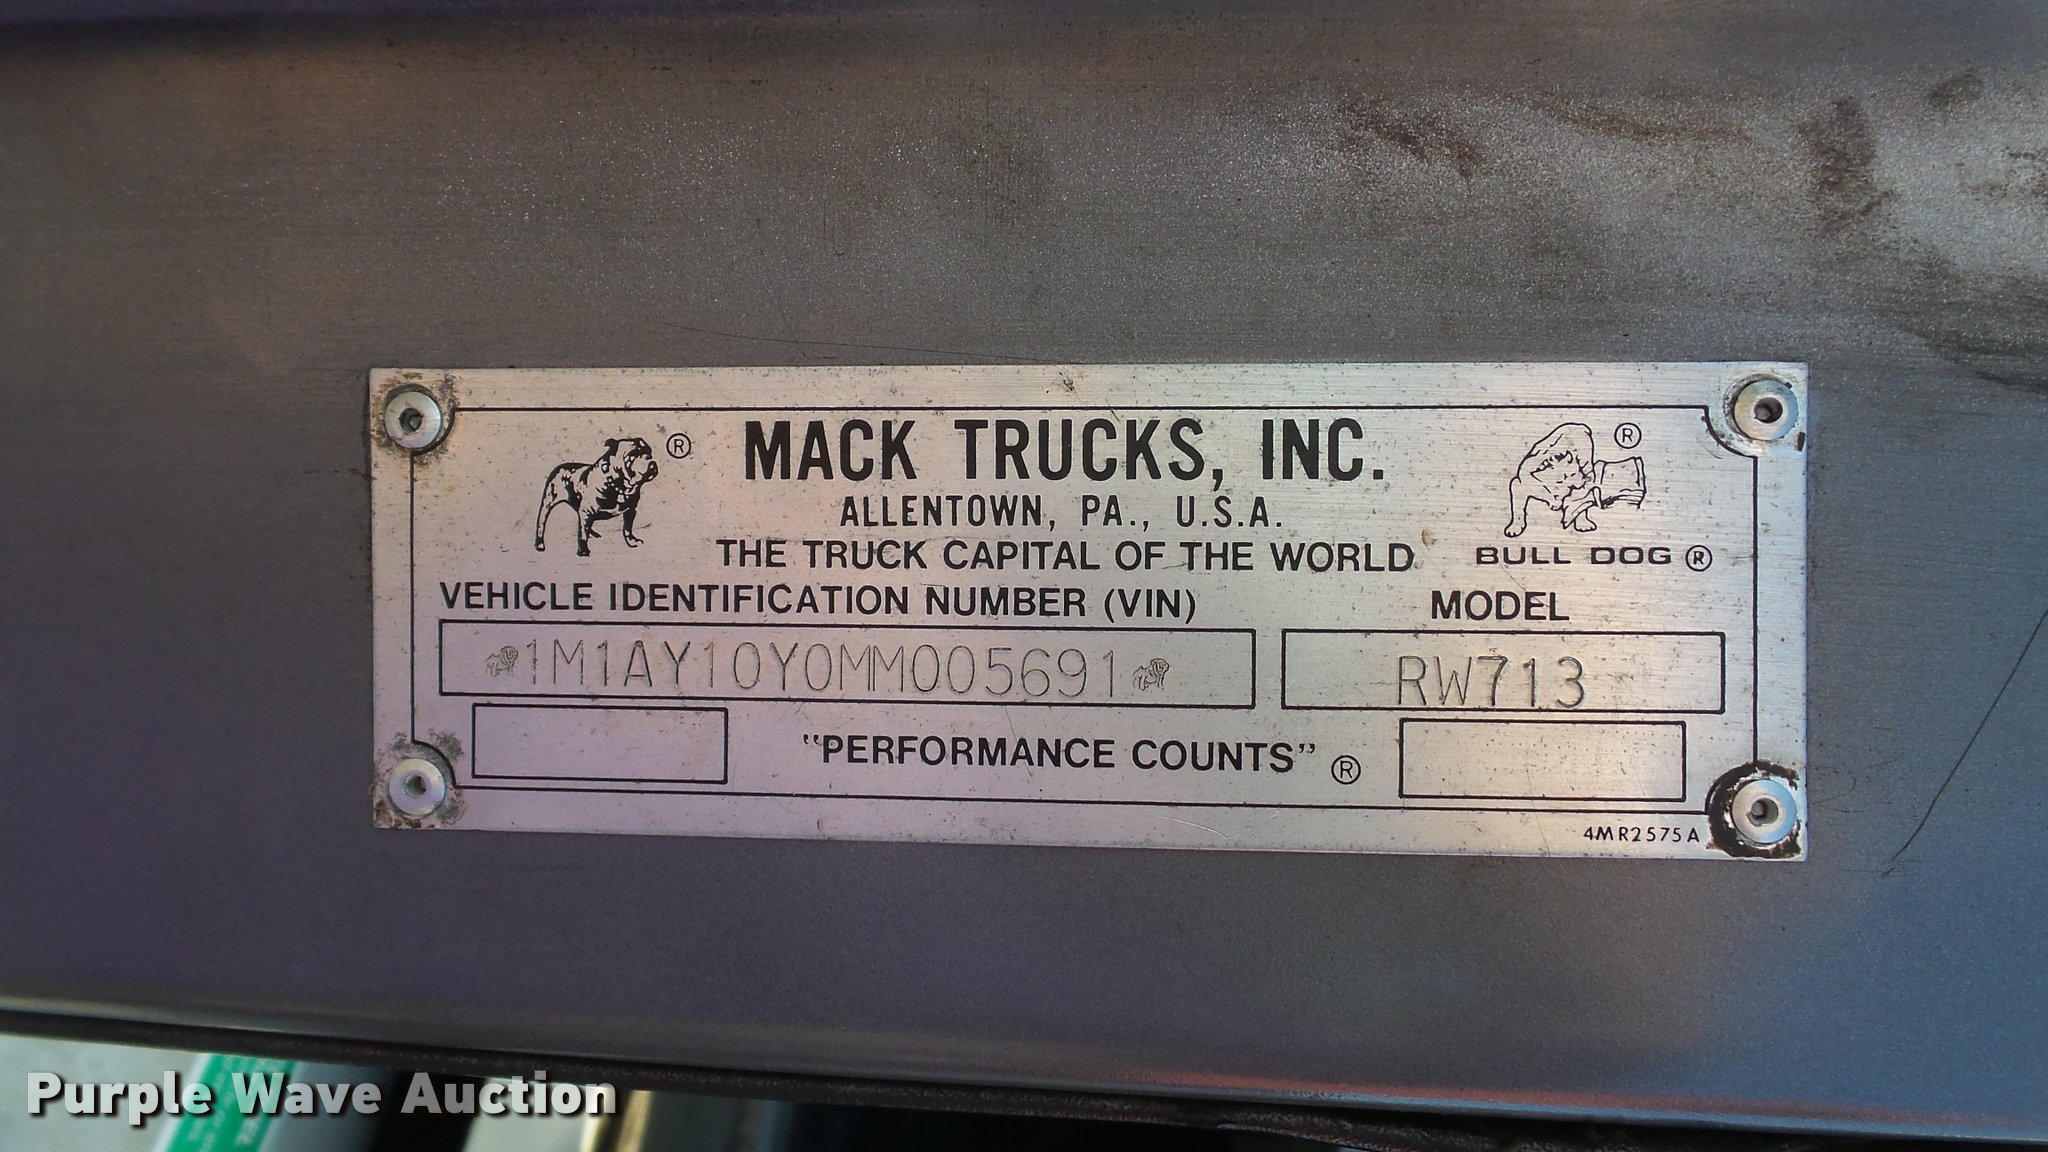 MACK TRUCKS, INC.
ALLENTOWN, PA., U.S.A.
THE TRUCK CAPITAL OF THE WORLD
®
®
BULL DOG ®
VEHICLE IDENTIFICATION NUMBER (VIN)
MODEL
1M1AY10Y0MM005691
RW713
"PERFORMANCE COUNTS" ®
4MR2575A
Purple Wave Auction